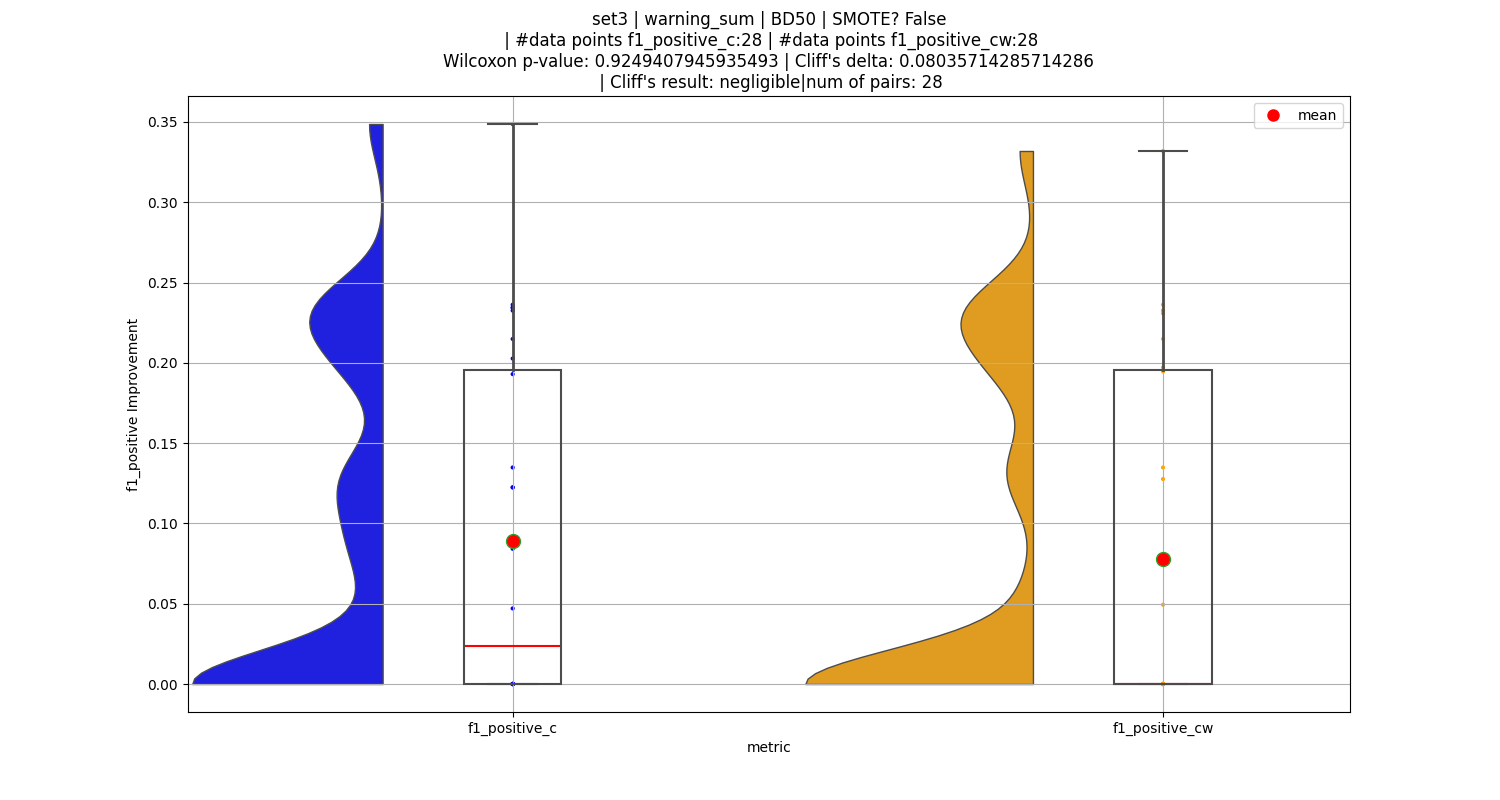 set3 | warning_sum | BD50 | SMOTE? False
| #data points f1_positive_c:28 | #data points f1_positive_cw:28
Wilcoxon p-value: 0.9249407945935493 | Cliff's delta: 0.08035714285714286
| Cliff's result: negligible|num of pairs: 28
mean
0.35
0.30
0.25
0.20
0.15
0.10
0.05
0.00
f1_positive Improvement
f1_positive_c
f1_positive_cw
metric